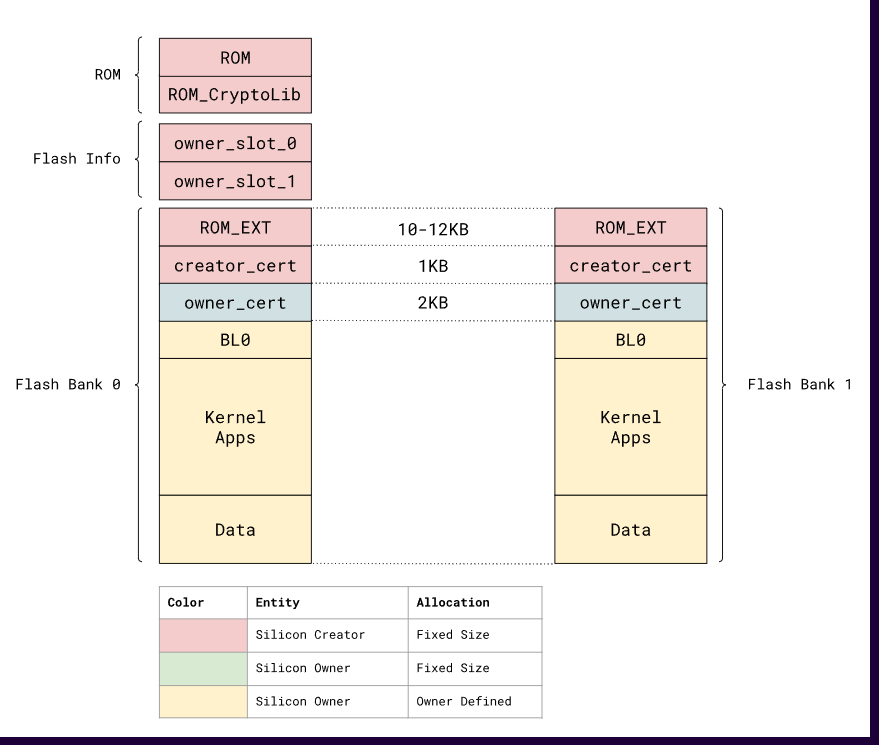 ROM
ROM
ROM_CryptoLib
Flash Info
owner_slot_0
owner_slot_1
ROM_EXT
10-12KB
ROM_EXT
creator_cert
1KB
creator_cert
owner_cert
2KB
owner_cert
BL0
BL0
Flash Bank 0
Kernel
Apps
Kernel
Apps
Flash Bank 1
Data
Data
Color Entity Allocation
Silicon Creator Fixed Size
Silicon Owner Fixed Size
Silicon Owner Owner Defined